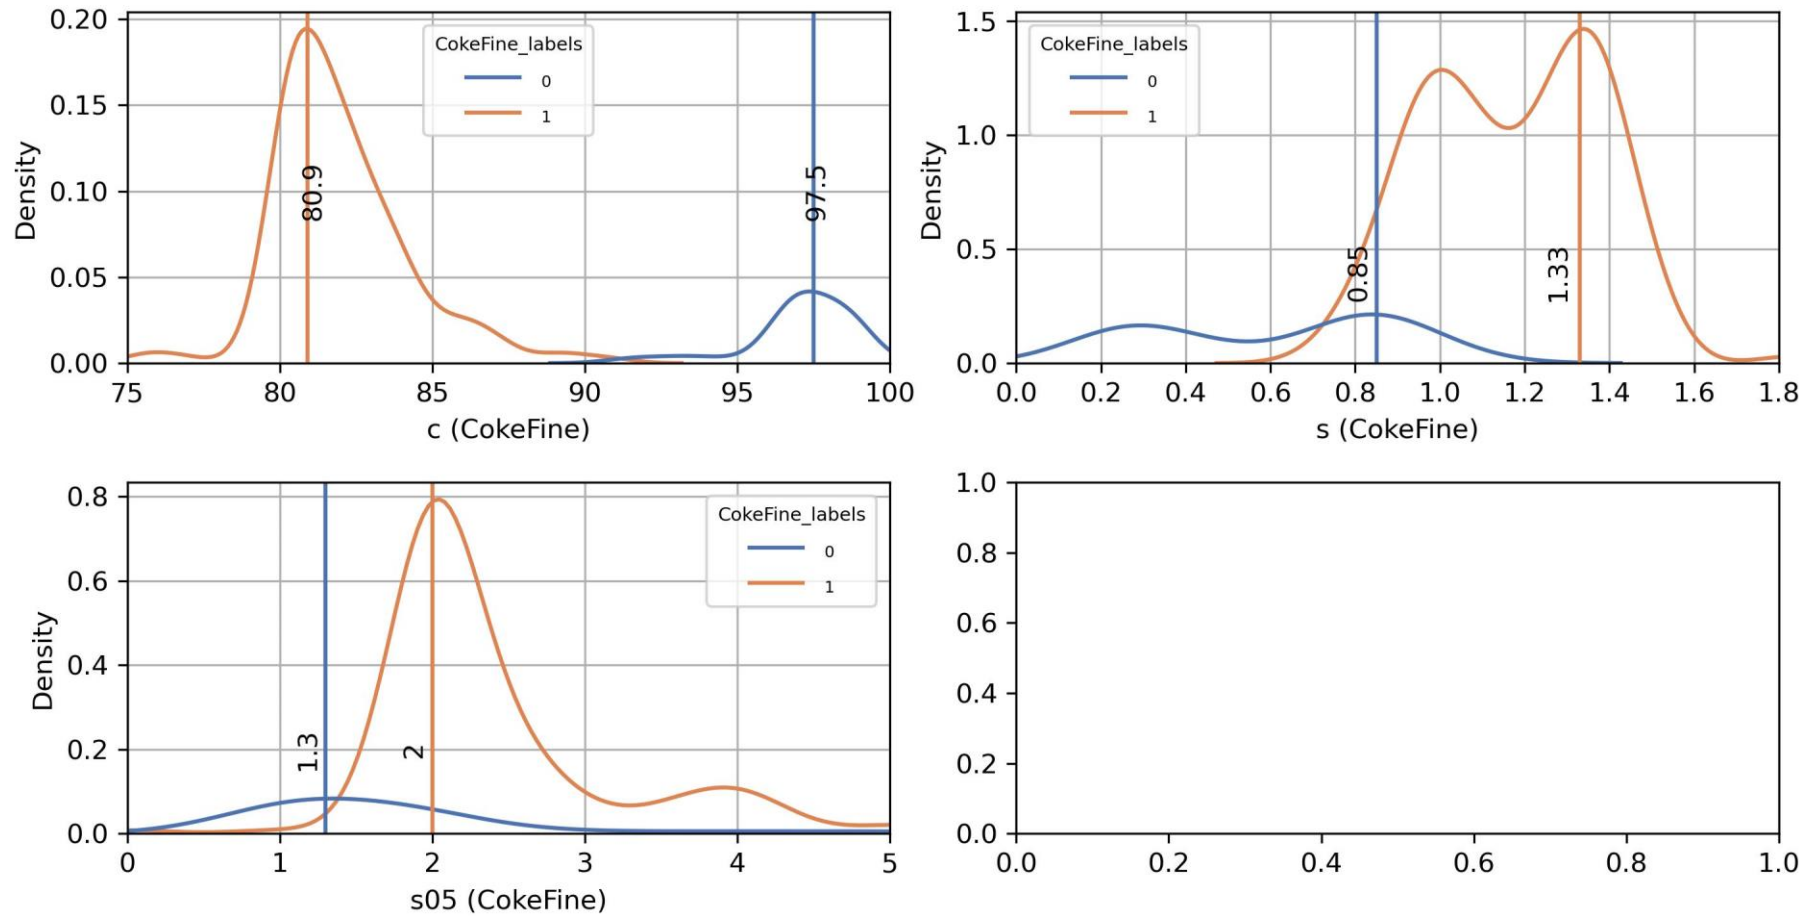 0.20
0.15
0.10
0.05
0.00
Density
75 80 85 90 95 100
c (CokeFine)
CokeFine_labels
0
1
80.9
97.5
1.5
1.0
0.5
0.0
Density
0.0 0.2 0.4 0.6 0.8 1.0 1.2 1.4 1.6 1.8
s (CokeFine)
CokeFine_labels
0
1
0.85
1.33
0.8
0.6
0.4
0.2
0.0
Density
0 1 2 3 4 5
s05 (CokeFine)
CokeFine_labels
0
1
1.3
2
1.0
0.8
0.6
0.4
0.2
0.0
0.0 0.2 0.4 0.6 0.8 1.0